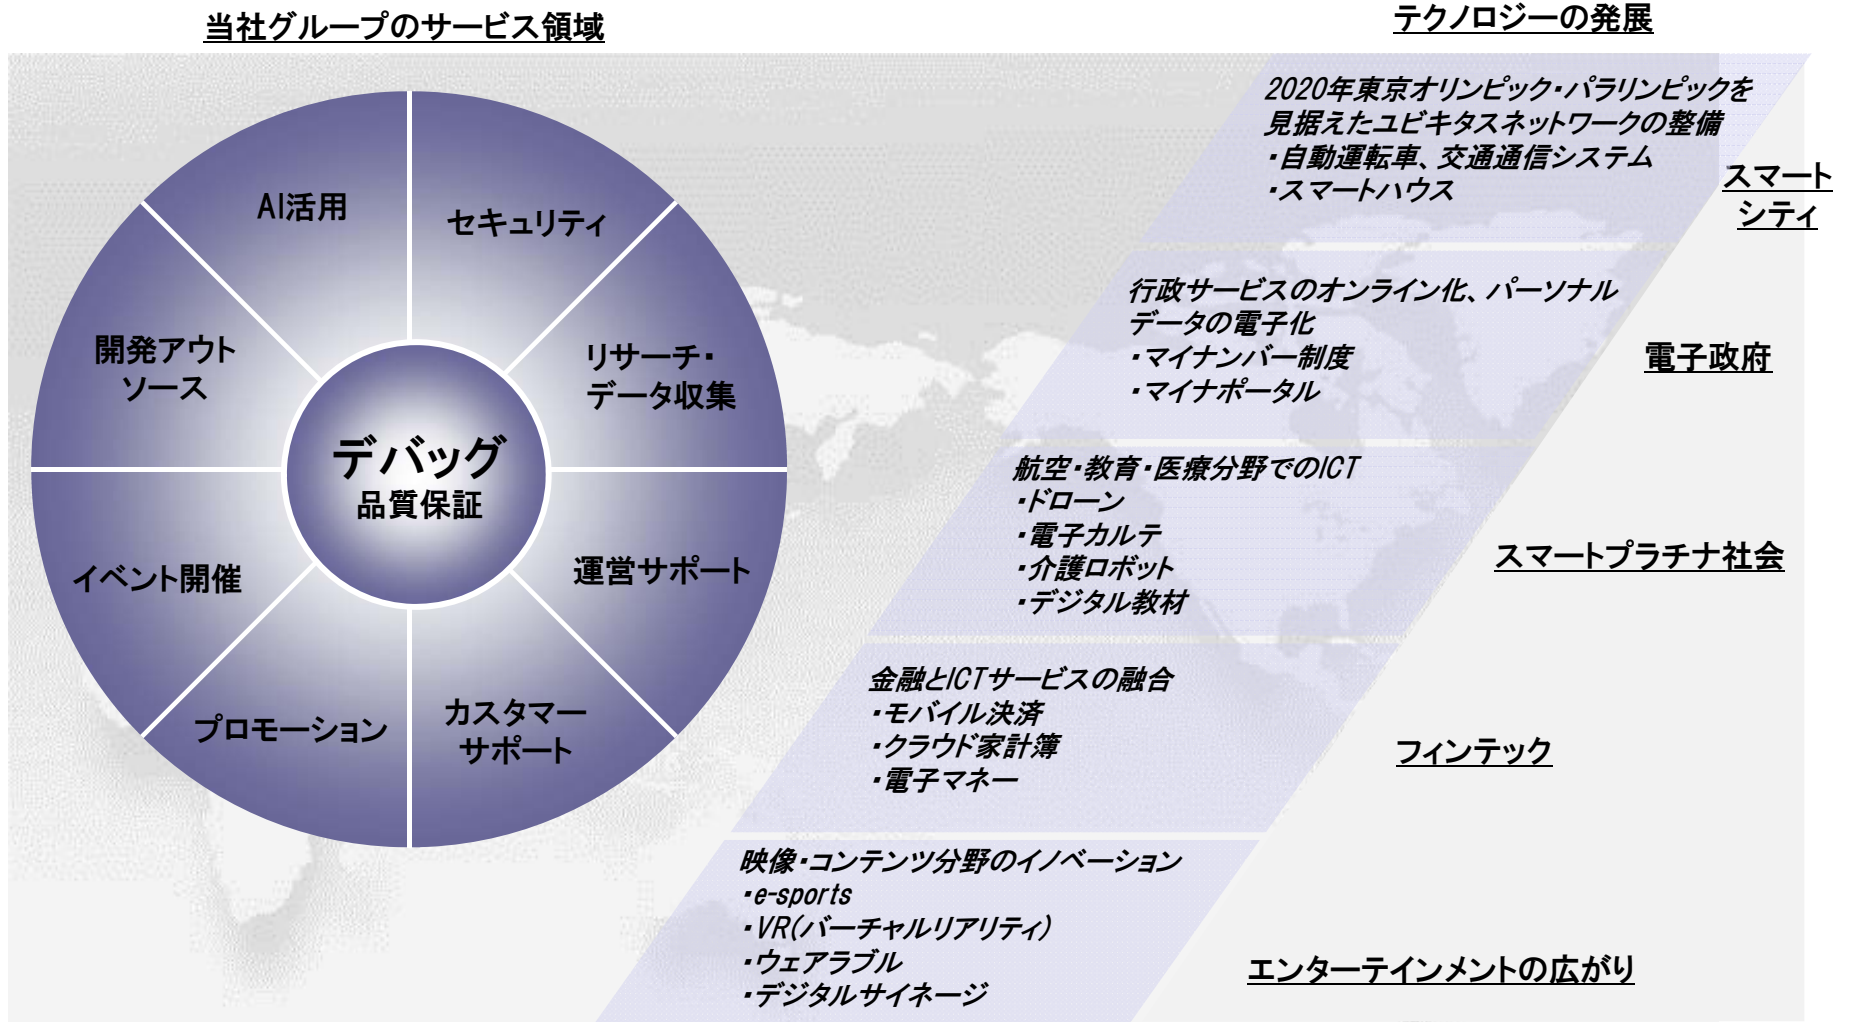 当社グループのサービス領域
AI活用
セキュリティ
開発アウト
ソース
リサーチ・
データ収集
デバッグ
品質保証
イベント開催
運営サポート
プロモーション
カスタマー
サポート
テクノロジーの発展
2020年東京オリンピック・パラリンピックを
見据えたユビキタスネットワークの整備
・自動運転車、交通通信システム
・スマートハウス
スマート
シティ
行政サービスのオンライン化、パーソナル
データの電子化
・マイナンバー制度
・マイナポータル
電子政府
航空・教育・医療分野でのICT
・ドローン
・電子カルテ
・介護ロボット
・デジタル教材
スマートプラチナ社会
金融とICTサービスの融合
・モバイル決済
・クラウド家計簿
・電子マネー
フィンテック
映像・コンテンツ分野のイノベーション
・e-sports
・VR(バーチャルリアリティ)
・ウェアラブル
・デジタルサイネージ
エンターテインメントの広がり